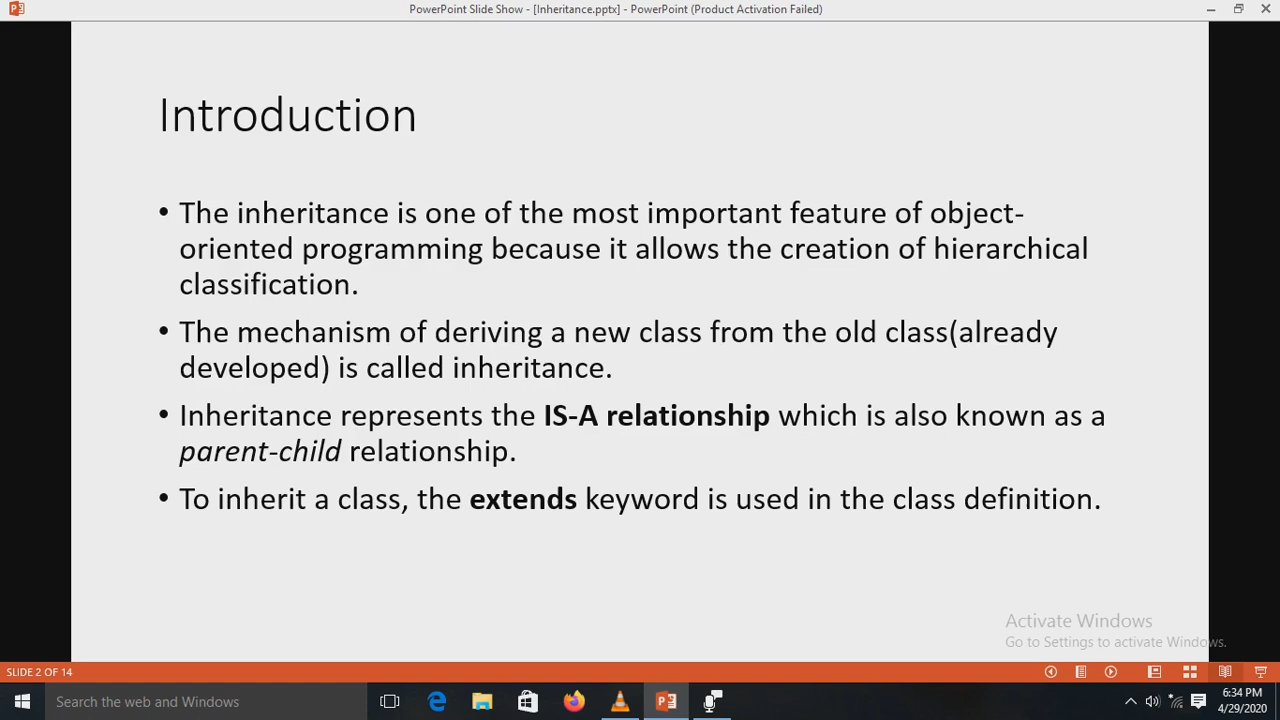 PowerPoint Slide Show - [Inheritance.pptx] - PowerPoint (Product Activation Failed)
Introduction
• The inheritance is one of the most important feature of object-
oriented programming because it allows the creation of hierarchical
classification.
• The mechanism of deriving a new class from the old class(already
developed) is called inheritance.
• Inheritance represents the IS-A relationship which is also known as a
parent-child relationship.
• To inherit a class, the extends keyword is used in the class definition.
Activate Windows
Go to Settings to activate Windows.
SLIDE 2 OF 14
Search the web and Windows
6:34 PM
4/29/2020